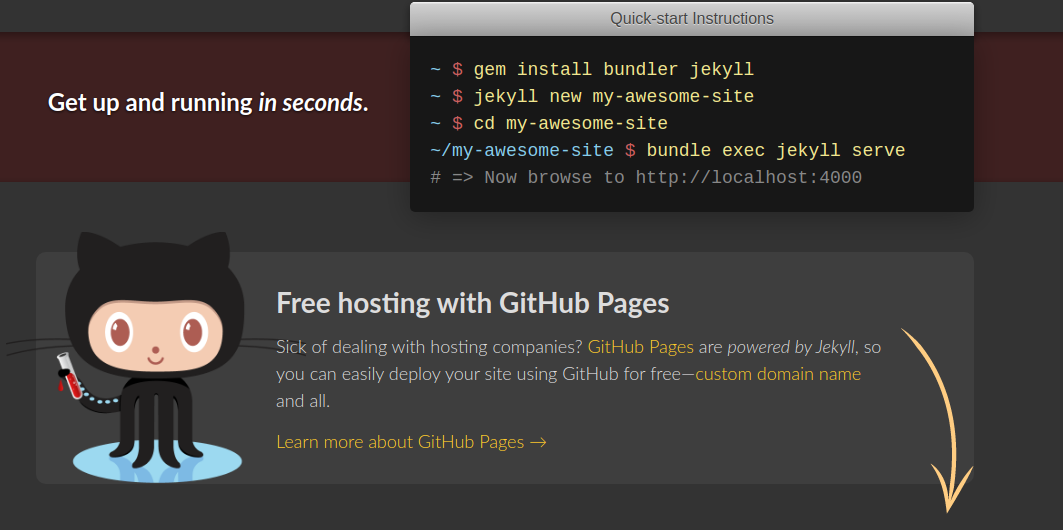 Quick-start Instructions
Get up and running in seconds.
~ $ gem install bundler jekyll
~ $ jekyll new my-awesome-site
~ $ cd my-awesome-site
~/my-awesome-site $ bundle exec jekyll serve
# => Now browse to http://localhost:4000
Free hosting with GitHub Pages
Sick of dealing with hosting companies? GitHub Pages are powered by Jekyll, so
you can easily deploy your site using GitHub for free—custom domain name
and all.
Learn more about GitHub Pages →